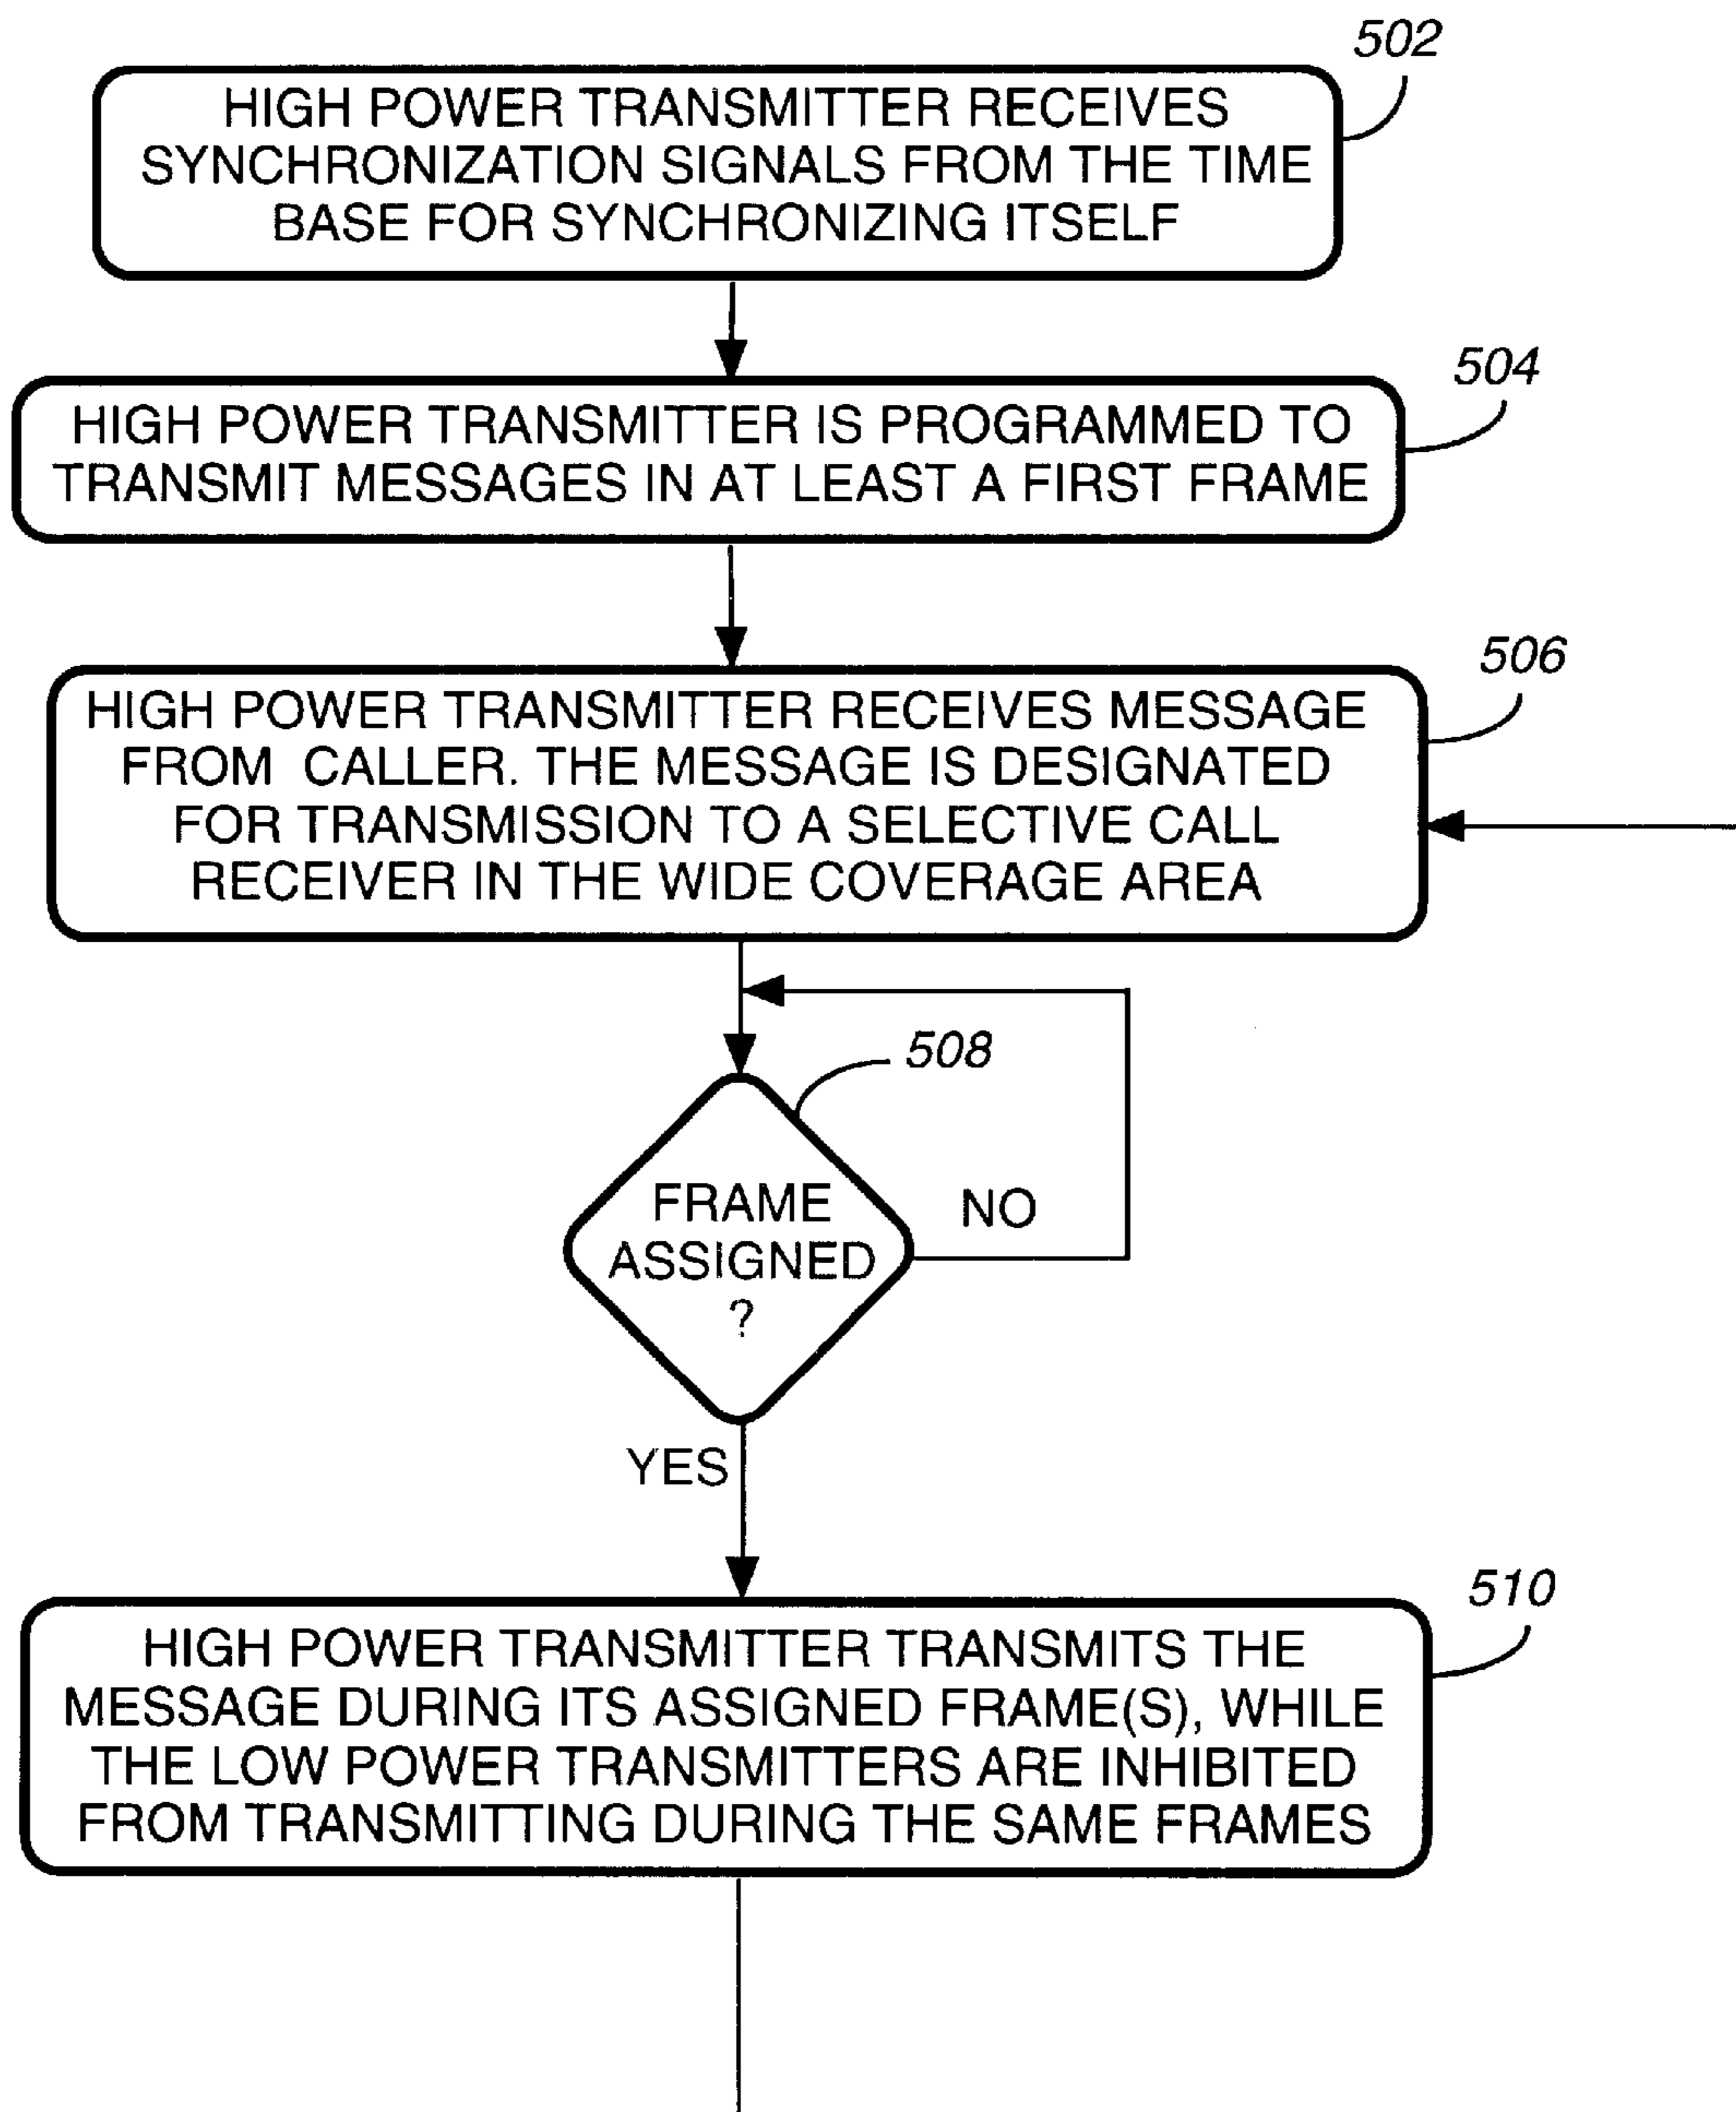 502
HIGH POWER TRANSMITTER RECEIVES
SYNCHRONIZATION SIGNALS FROM THE TIME
BASE FOR SYNCHRONIZING ITSELF
504
HIGH POWER TRANSMITTER IS PROGRAMMED TO
TRANSMIT MESSAGES IN AT LEAST A FIRST FRAME
506
HIGH POWER TRANSMITTER RECEIVES MESSAGE
FROM CALLER. THE MESSAGE IS DESIGNATED
FOR TRANSMISSION TO A SELECTIVE CALL
RECEIVER IN THE WIDE COVERAGE AREA
508
FRAME
ASSIGNED
?
NO
YES
510
HIGH POWER TRANSMITTER TRANSMITS THE
MESSAGE DURING ITS ASSIGNED FRAME(S), WHILE
THE LOW POWER TRANSMITTERS ARE INHIBITED
FROM TRANSMITTING DURING THE SAME FRAMES